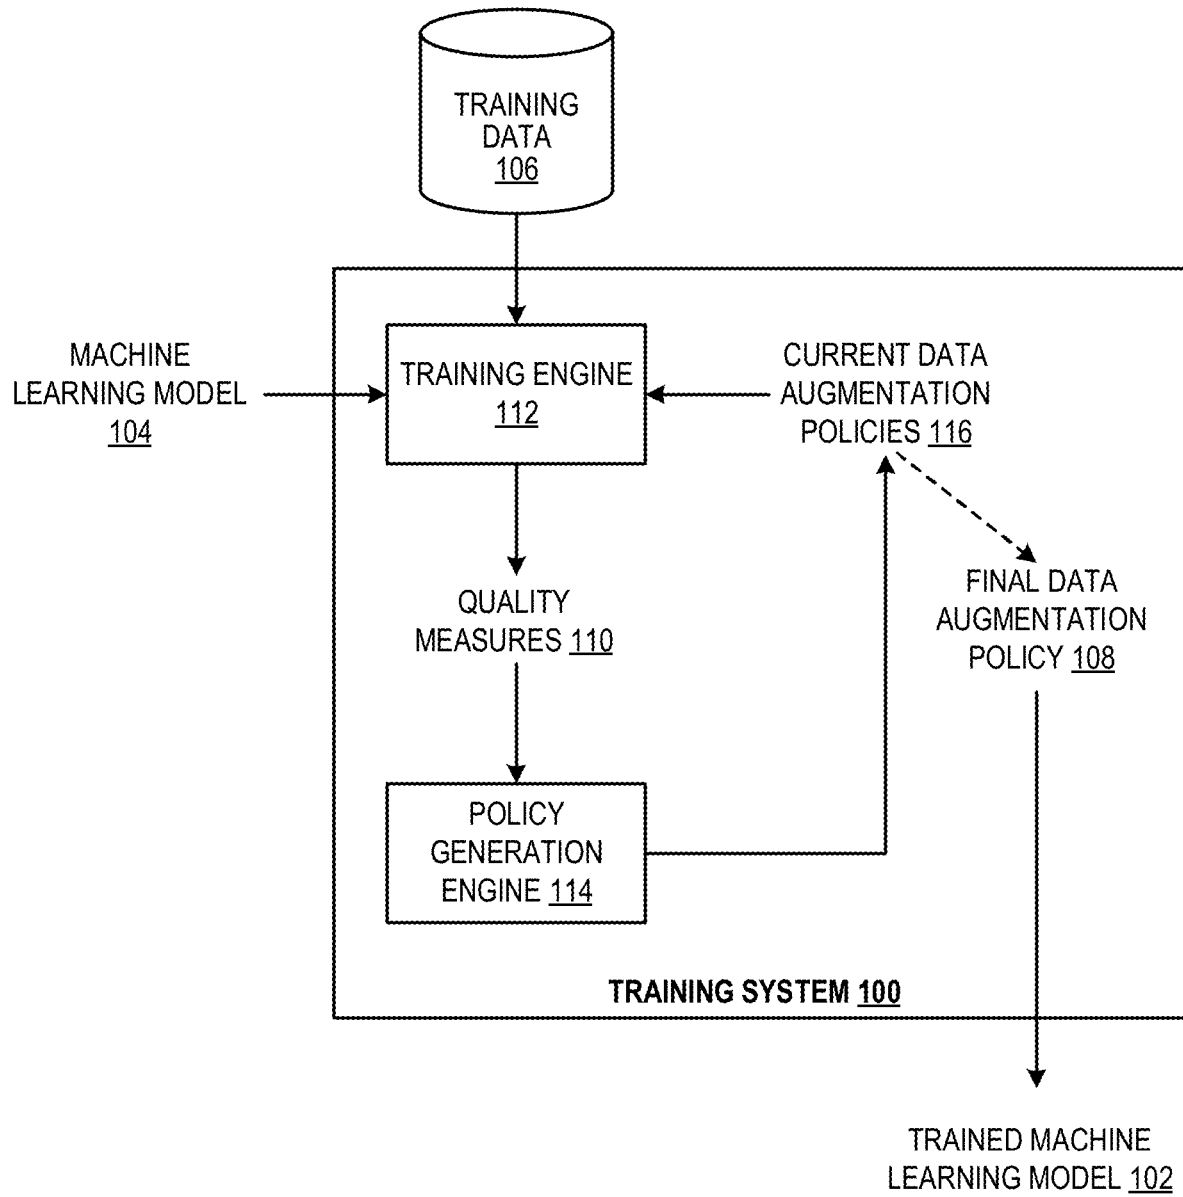 TRAINING
DATA
106
MACHINE
LEARNING MODEL
104
TRAINING ENGINE
112
CURRENT DATA
AUGMENTATION
POLICIES 116
QUALITY
MEASURES 110
FINAL DATA
AUGMENTATION
POLICY 108
POLICY
GENERATION
ENGINE 114
TRAINING SYSTEM 100
TRAINED MACHINE
LEARNING MODEL 102